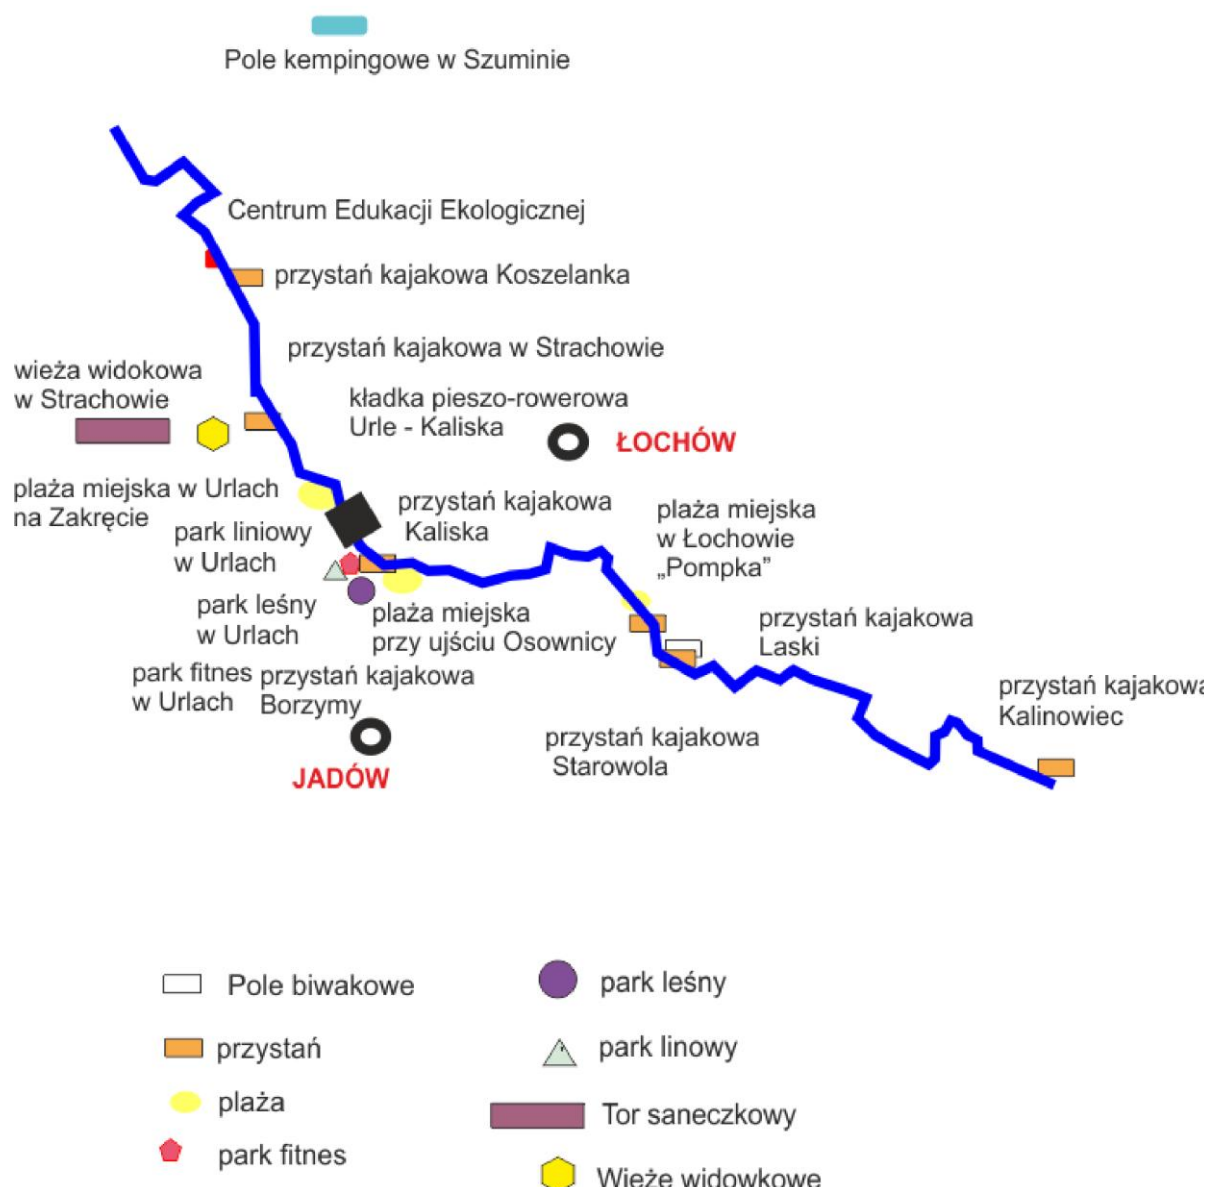 Pole kempingowe w Szuminie
Centrum Edukacji Ekologicznej
przystań kajakowa Koszelanka
przystań kajakowa w Strachowie
wieża widokowa
w Strachowie
kładka pieszo-rowerowa
Urle - Kaliska
ŁOCHÓW
plaża miejska w Urlach
na Zakręcie
przystań kajakowa
Kaliska
plaża miejska
w Łochowie
„Pompka”
park liniowy
w Urlach
park leśny
w Urlach
plaża miejska
przy ujściu Osownicy
przystań kajakowa
Laski
park fitnes
w Urlach
przystań kajakowa
Borzymy
przystań kajakowa
Kalinowiec
przystań kajakowa
Starowola
JADÓW
Pole biwakowe
przystań
plaża
park fitnes
park leśny
park linowy
Tor saneczkowy
Wieże widowkowe